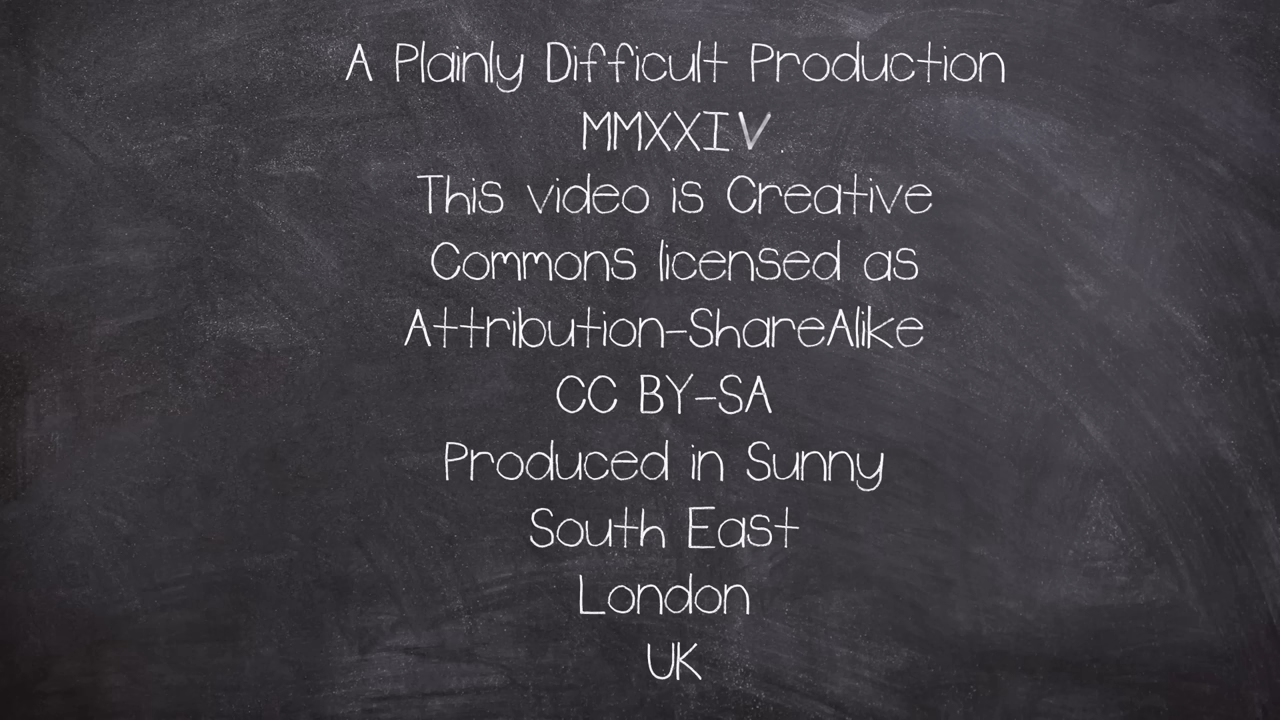 A Plainly Difficult Production
MMXXIV.
This video is Creative
Commons licensed as
Attribution-ShareAlike
CC BY-SA
Produced in Sunny
South East
London
UK